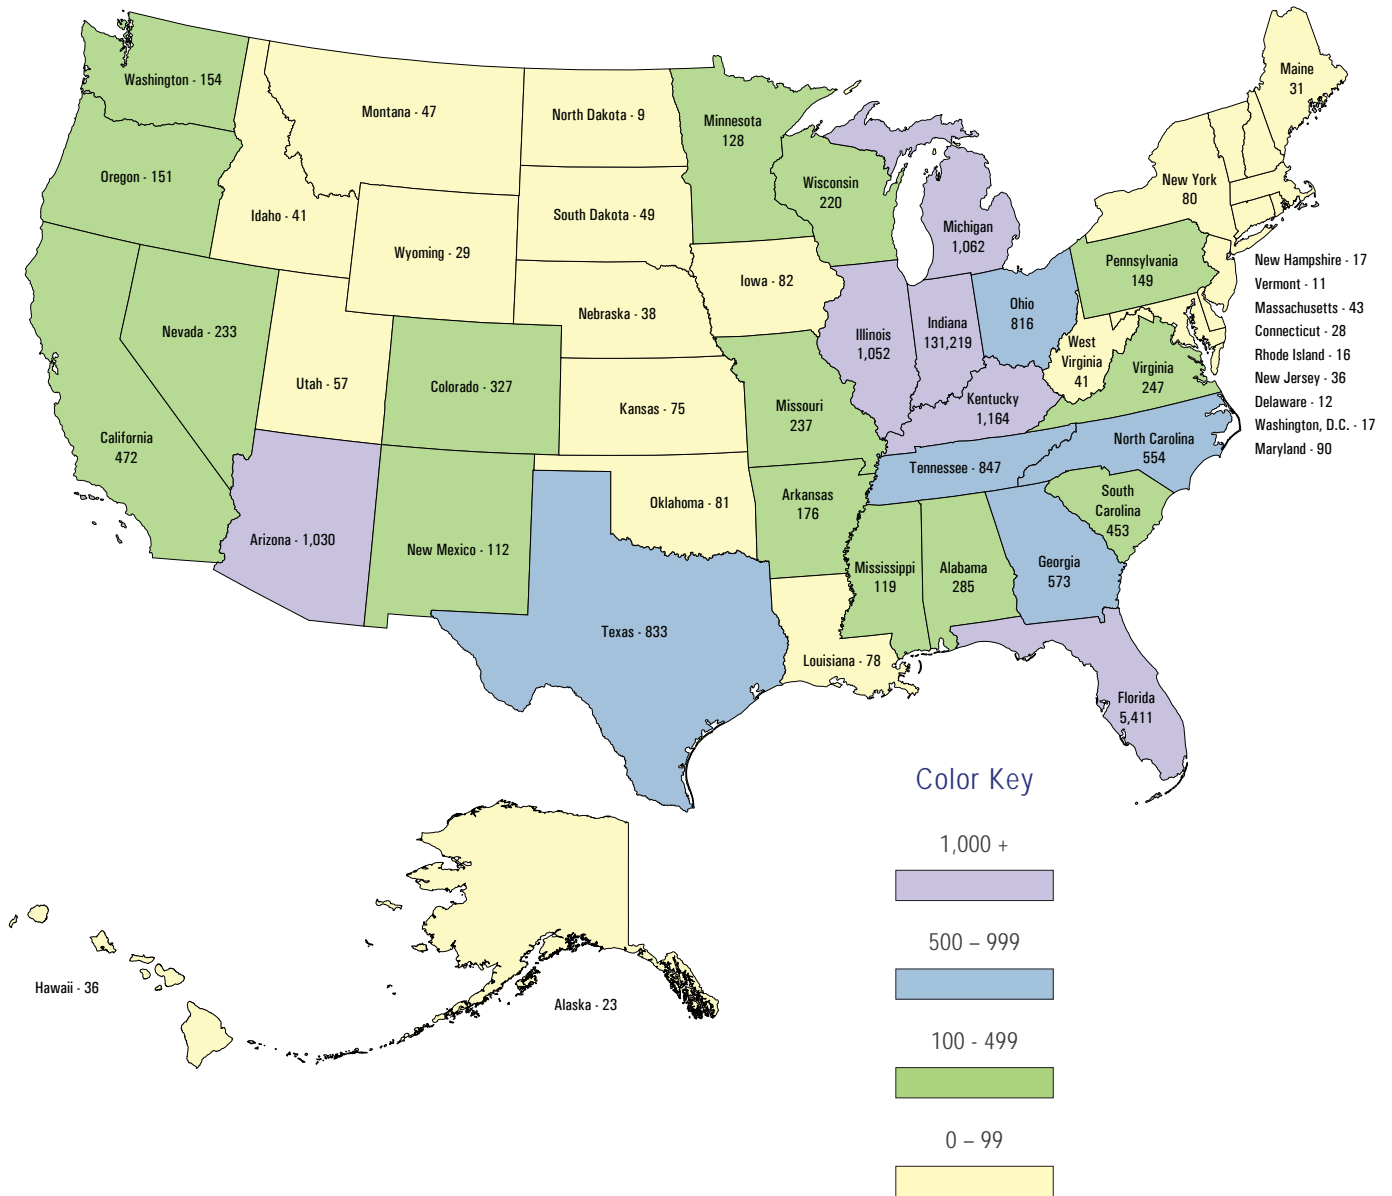 Washington - 154
Oregon - 151
California
472
Nevada - 233
Idaho - 41
Montana - 47
Wyoming - 29
Utah - 57
Colorado - 327
Arizona - 1,030
New Mexico - 112
North Dakota - 9
South Dakota - 49
Nebraska - 38
Kansas - 75
Oklahoma - 81
Texas - 833
Minnesota
128
Iowa - 82
Missouri
237
Arkansas
176
Louisiana - 78
Wisconsin
220
Illinois
1,052
Michigan
1,062
Indiana
131,219
Ohio
816
Kentucky
1,164
Tennessee - 847
Mississippi
119
Alabama
285
Georgia
573
Florida
5,411
South
Carolina
453
North Carolina
554
Virginia
247
West
Virginia
41
Pennsylvania
149
New York
80
Maine
31
New Hampshire - 17
Vermont - 11
Massachusetts - 43
Connecticut - 28
Rhode Island - 16
New Jersey - 36
Delaware - 12
Washington, D.C. - 17
Maryland - 90
Hawaii - 36
Alaska - 23
Color Key
1,000 +
500 – 999
100 - 499
0 – 99